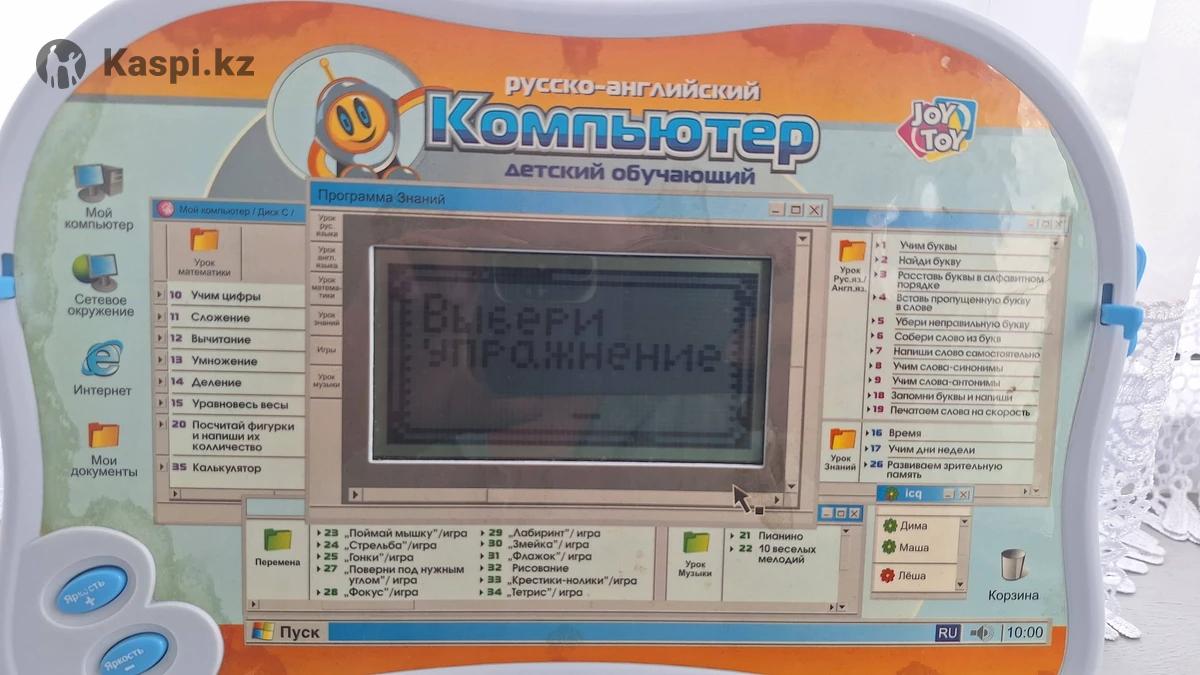 Kaspi.kz
русско-английский
Компьютер
детский обучающий
JOY TOY
Мой
компьютер
Сетевое
окружение
Интернет
Мои
документы
Мой компьютер / Диск С /
Урок
математики
10 Учим цифры
11 Сложение
12 Вычитание
13 Умножение
14 Деление
15 Уравновесь весы
20 Посчитай фигурки
и напиши их
колличество
35 Калькулятор
Программа Знаний
Урок
рус.
языка
Урок
англ.
языка
Урок
матема-
тики
Урок
знаний
Игры
Урок
музыки
Выбери
упражнение
Урок
Рус.яз./
Англ.яз.
1 Учим буквы
2 Найди букву
3 Расставь буквы в алфавитном
порядке
4 Вставь пропущенную букву
в слове
5 Убери неправильную букву
6 Собери слово из букв
7 Напиши слово самостоятельно
8 Учим слова-синонимы
9 Учим слова-антонимы
18 Запомни буквы и напиши
19 Печатаем слова на скорость
Урок
Знаний
16 Время
17 Учим дни недели
26 Развиваем зрительную
память
Перемена
23 „Поймай мышку"/игра
24 „Стрельба"/игра
25 „Гонки"/игра
27 „Поверни под нужным
углом"/ игра
28 „Фокус"/игра
29 „Лабиринт"/ игра
30 „Змейка"/ игра
31 „Флажок"/ игра
32 Рисование
33 „Крестики-нолики"/игра
34 „Тетрис"/ игра
Урок
Музыки
21 Пианино
22 10 веселых
мелодий
icq
Дима
Маша
Лёша
Корзина
Яркость
+
Яркость
-
Пуск
RU
10:00